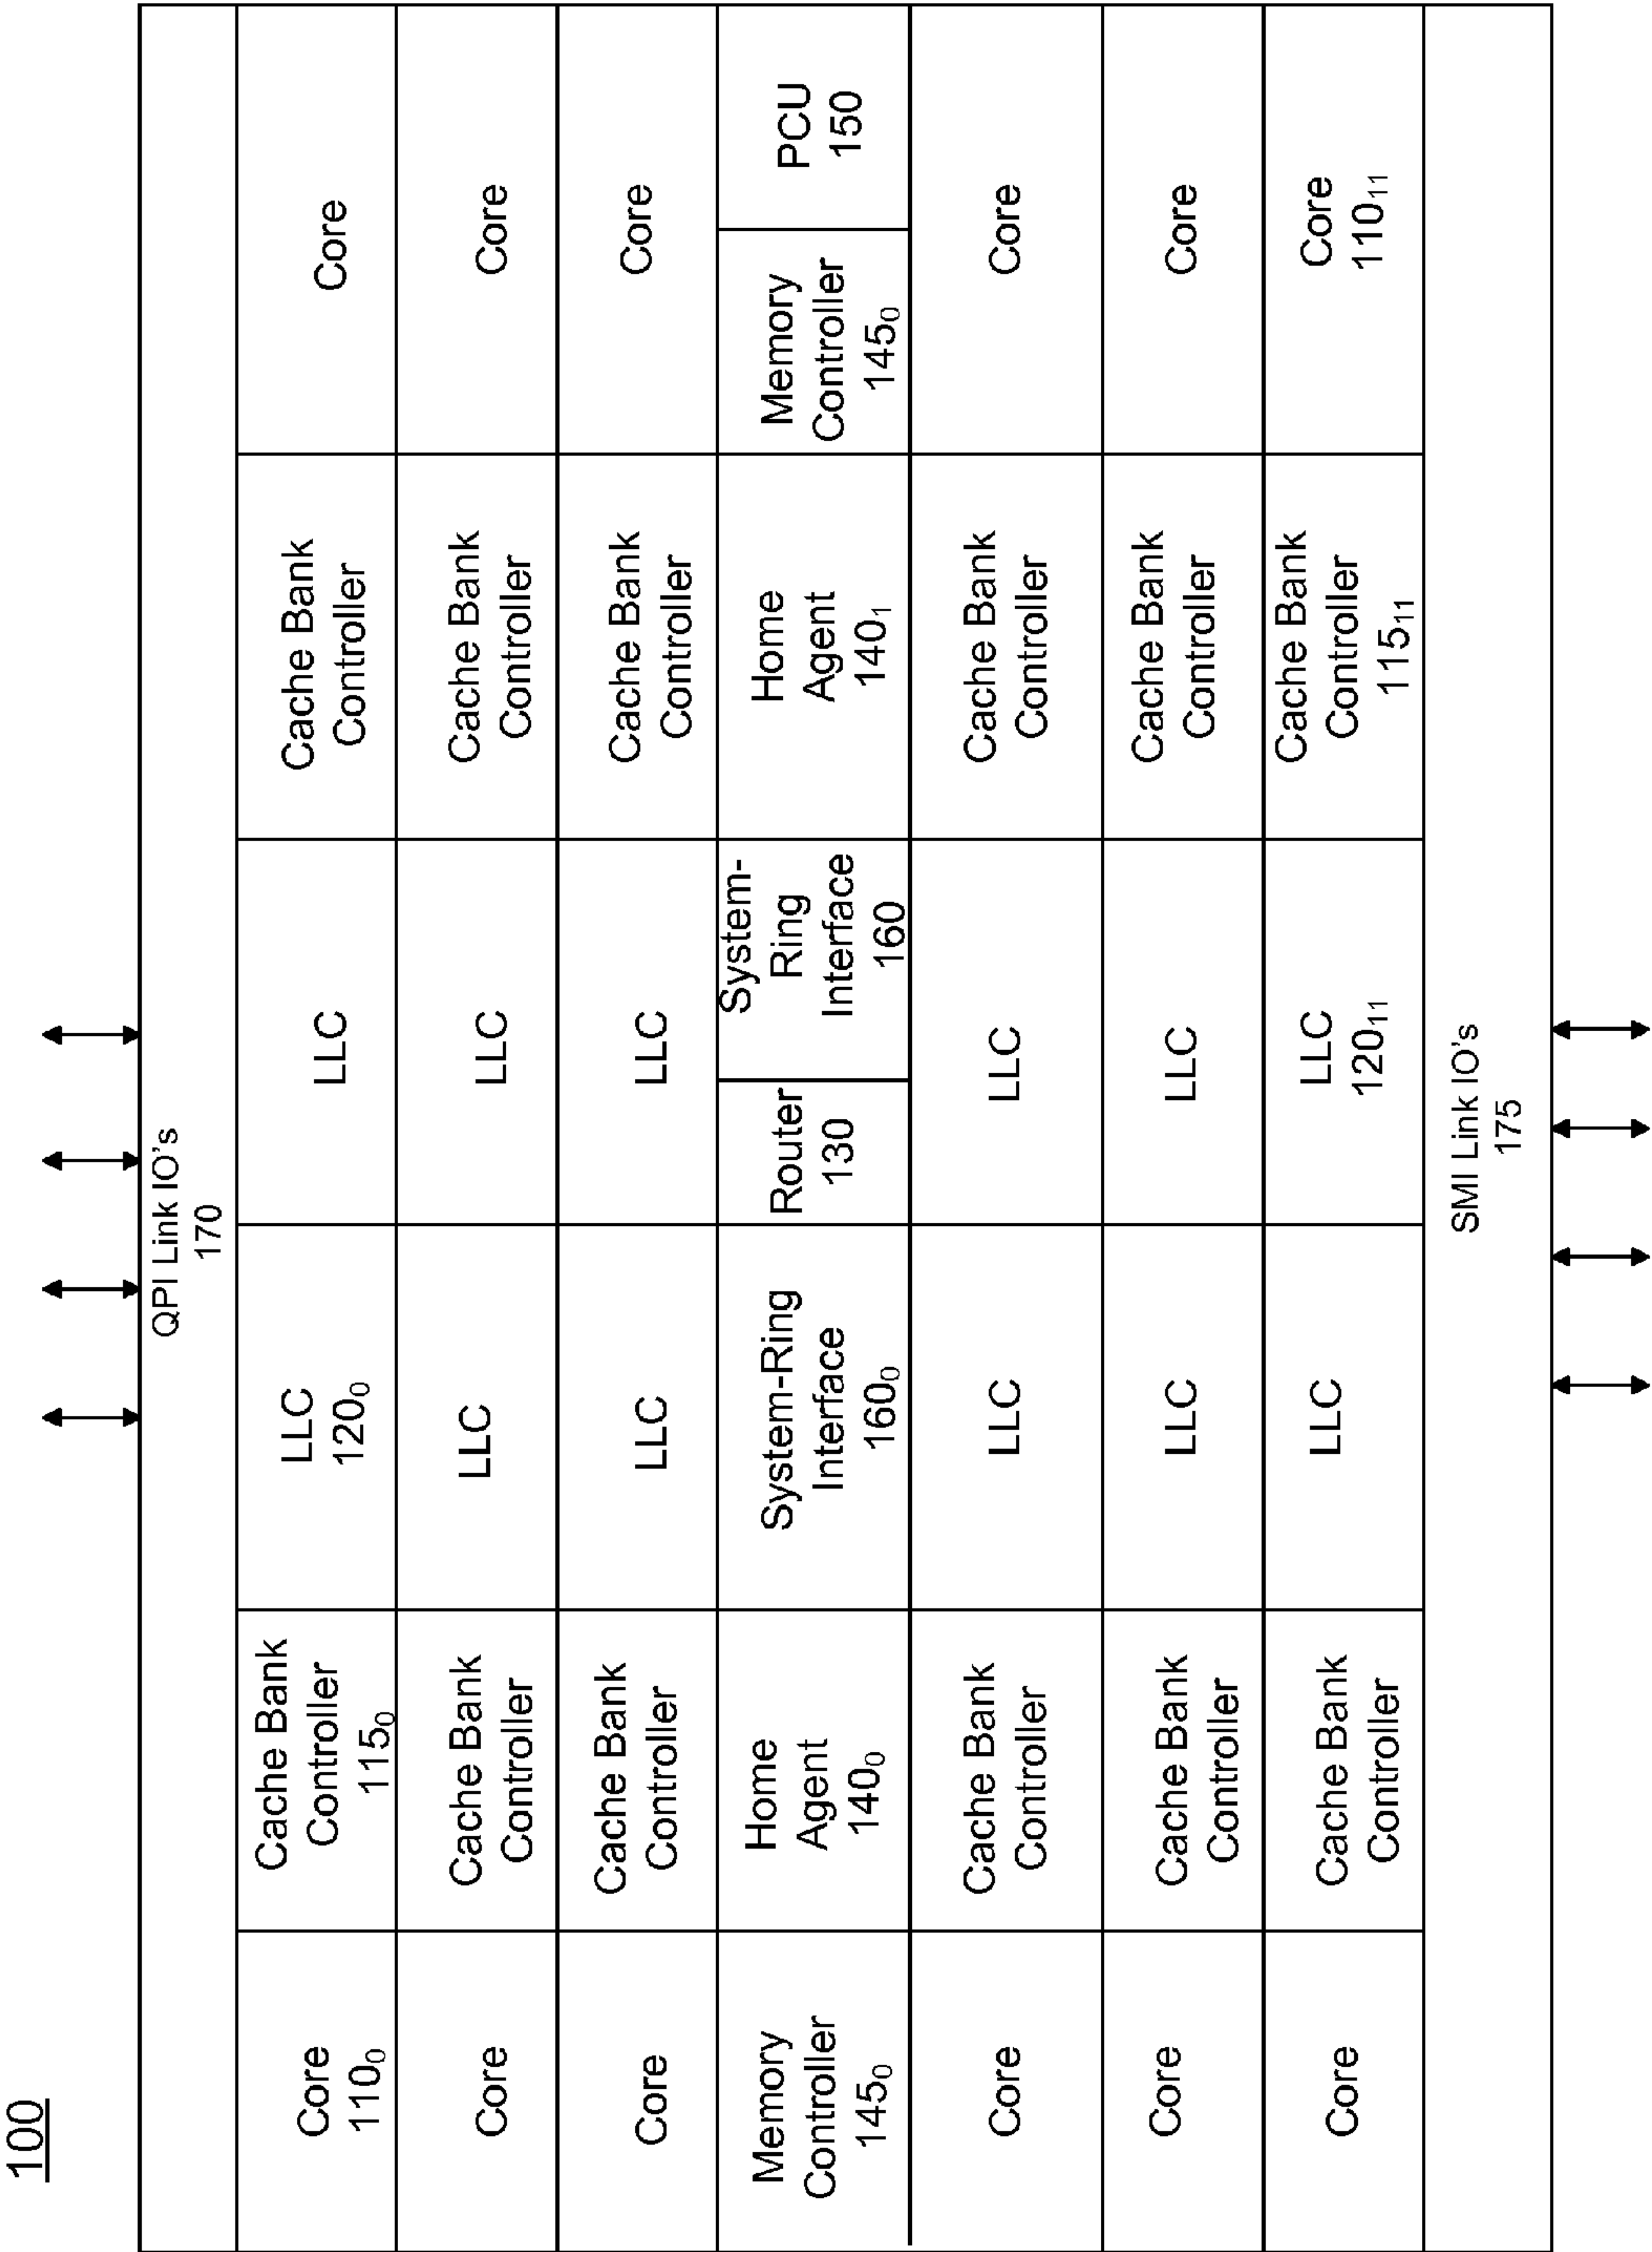 100
QPI Link IO's
170
Core
110₀
Cache Bank
Controller
115₀
LLC
120₀
LLC
Cache Bank
Controller
Core
Core
Cache Bank
Controller
LLC
LLC
Cache Bank
Controller
Core
Core
Cache Bank
Controller
LLC
LLC
Cache Bank
Controller
Core
Memory
Controller
145₀
Home
Agent
140₀
System-Ring
Interface
160₀
Router
130
System-
Ring
Interface
160
Home
Agent
140₁
Memory
Controller
145₀
PCU
150
Core
Cache Bank
Controller
LLC
LLC
Cache Bank
Controller
Core
Core
Cache Bank
Controller
LLC
LLC
Cache Bank
Controller
Core
Core
Cache Bank
Controller
LLC
LLC
120₁₁
Cache Bank
Controller
115₁₁
Core
110₁₁
SMI Link IO's
175